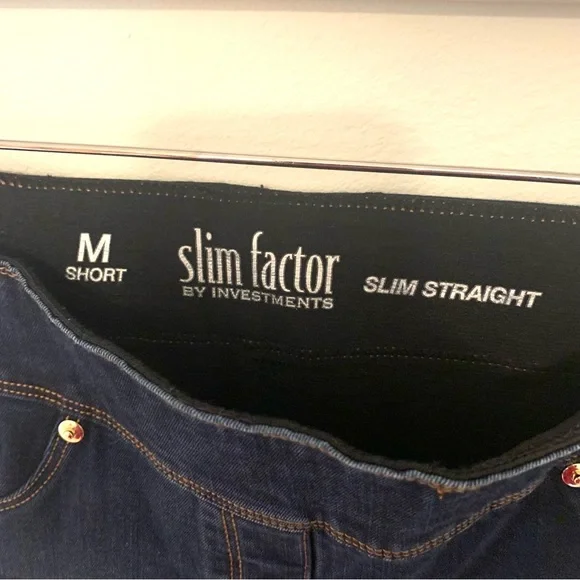 M
SHORT
slim factor
BY INVESTMENTS
SLIM STRAIGHT